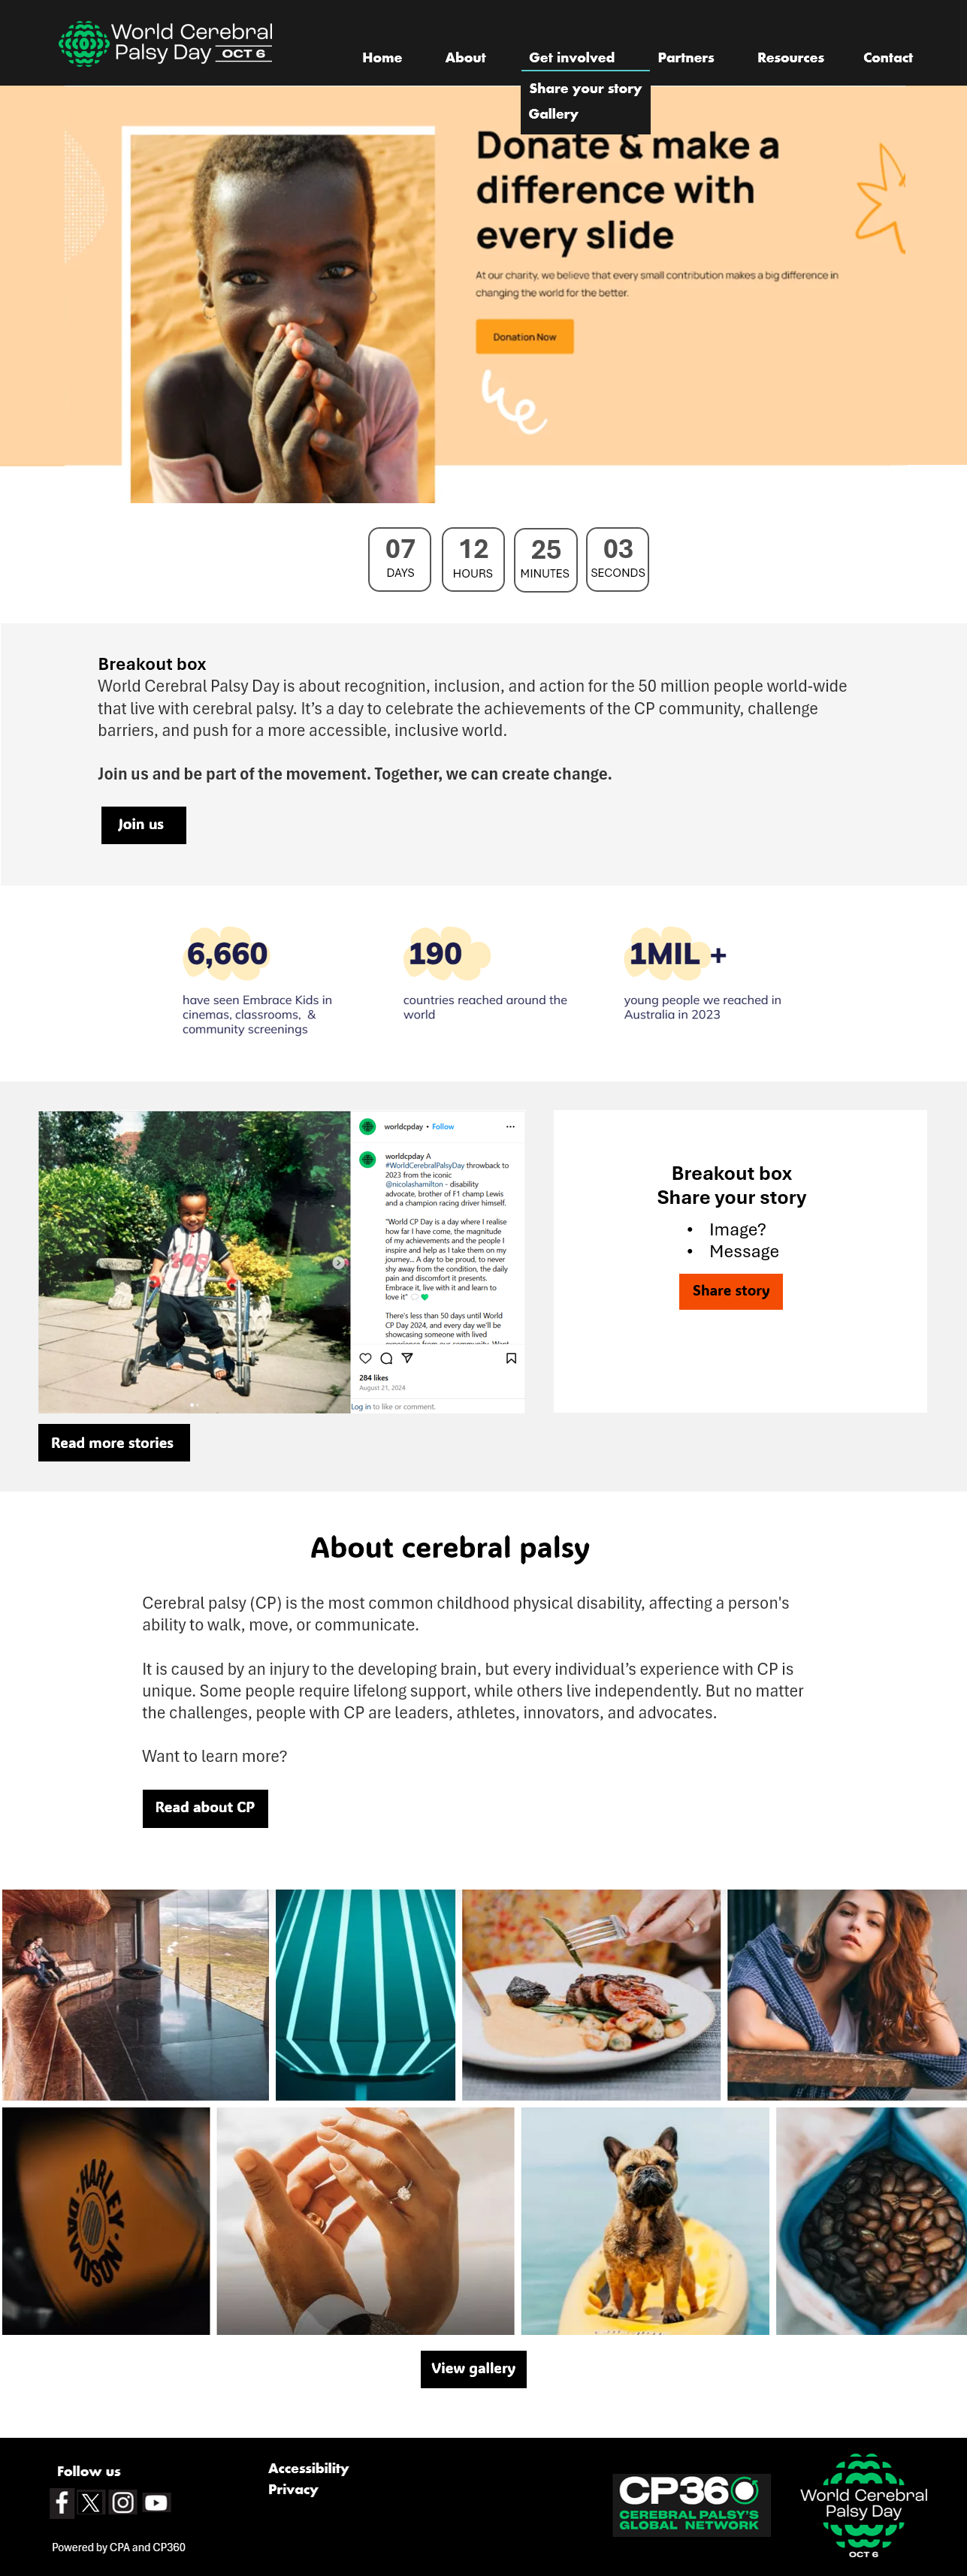 World Cerebral
Palsy Day OCT 6
Home About Get involved Partners Resources Contact
Share your story
Gallery
Donate & make a
difference with
every slide
At our charity, we believe that every small contribution makes a big difference in
changing the world for the better.
Donation Now
07 12 25 03
DAYS HOURS MINUTES SECONDS
Breakout box
World Cerebral Palsy Day is about recognition, inclusion, and action for the 50 million people world-wide
that live with cerebral palsy. It’s a day to celebrate the achievements of the CP community, challenge
barriers, and push for a more accessible, inclusive world.
Join us and be part of the movement. Together, we can create change.
Join us
6,660
have seen Embrace Kids in
cinemas, classrooms, &
community screenings
190
countries reached around the
world
1MIL +
young people we reached in
Australia in 2023
worldcpday • Follow
worldcpday A
#WorldCerebralPalsyDay throwback to
2023 from the iconic
@nicolashamilton - disability
advocate, brother of F1 champ Lewis
and a champion racing driver himself.
"World CP Day is a day where I realise
how far I have come, the magnitude
of my achievements and the people I
inspire and help as I take them on my
journey... A day to be proud, to never
shy away from the condition, the daily
pain and discomfort it presents.
Embrace it, live with it and learn to
love it"
There's less than 50 days until World
CP Day 2024, and every day we'll be
showcasing someone with lived
experience from our community. Want
284 likes
August 21, 2024
Log in to like or comment.
Breakout box
Share your story
• Image?
• Message
Share story
Read more stories
About cerebral palsy
Cerebral palsy (CP) is the most common childhood physical disability, affecting a person's
ability to walk, move, or communicate.
It is caused by an injury to the developing brain, but every individual’s experience with CP is
unique. Some people require lifelong support, while others live independently. But no matter
the challenges, people with CP are leaders, athletes, innovators, and advocates.
Want to learn more?
Read about CP
HARLEY-DAVIDSON
View gallery
Follow us
Accessibility
Privacy
Powered by CPA and CP360
CP360
CEREBRAL PALSY'S
GLOBAL NETWORK
World Cerebral
Palsy Day
OCT 6